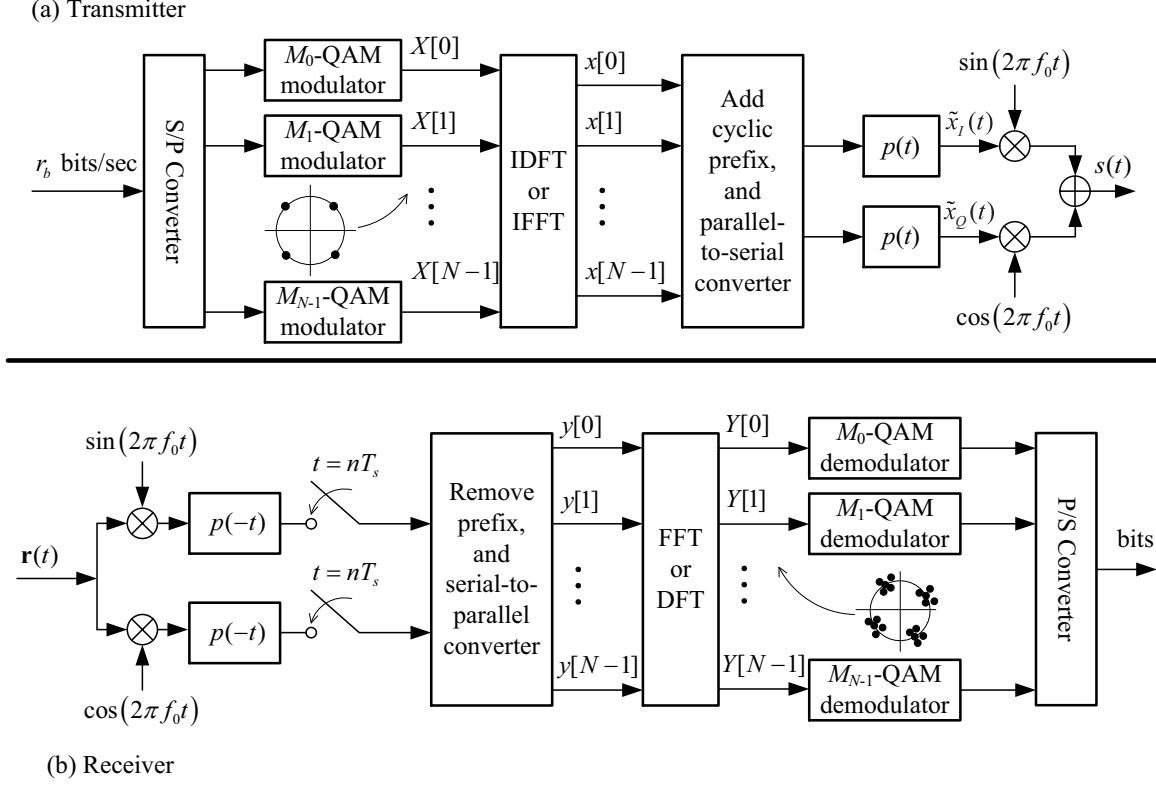 (a) Transmitter
r_b bits/sec
S/P Converter
M_0-QAM
modulator
M_1-QAM
modulator
M_{N-1}-QAM
modulator
X[0]
X[1]
X[N-1]
IDFT
or
IFFT
x[0]
x[1]
x[N-1]
Add
cyclic
prefix,
and
parallel-
to-serial
converter
p(t)
p(t)
x̃_I(t)
x̃_Q(t)
sin(2πf_0t)
cos(2πf_0t)
s(t)
r(t)
sin(2πf_0t)
cos(2πf_0t)
p(-t)
p(-t)
t = nT_s
t = nT_s
Remove
prefix,
and
serial-to-
parallel
converter
y[0]
y[1]
y[N-1]
FFT
or
DFT
Y[0]
Y[1]
Y[N-1]
M_0-QAM
demodulator
M_1-QAM
demodulator
M_{N-1}-QAM
demodulator
P/S Converter
bits
(b) Receiver